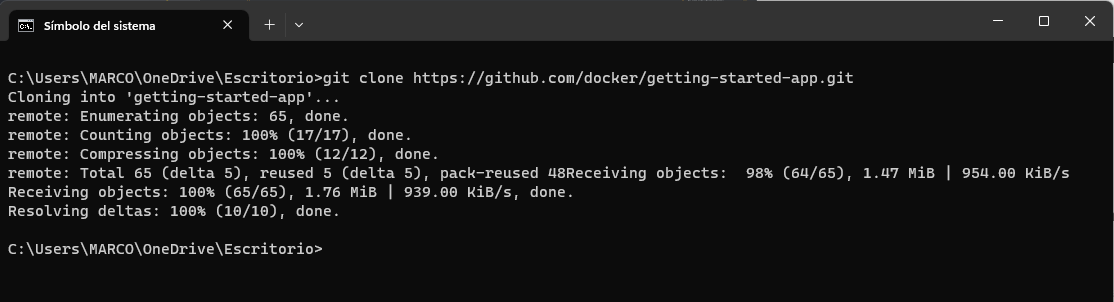 Símbolo del sistema
C:\Users\MARCO\OneDrive\Escritorio>git clone https://github.com/docker/getting-started-app.git
Cloning into 'getting-started-app'...
remote: Enumerating objects: 65, done.
remote: Counting objects: 100% (17/17), done.
remote: Compressing objects: 100% (12/12), done.
remote: Total 65 (delta 5), reused 5 (delta 5), pack-reused 48Receiving objects:  98% (64/65), 1.47 MiB | 954.00 KiB/s
Receiving objects: 100% (65/65), 1.76 MiB | 939.00 KiB/s, done.
Resolving deltas: 100% (10/10), done.
C:\Users\MARCO\OneDrive\Escritorio>